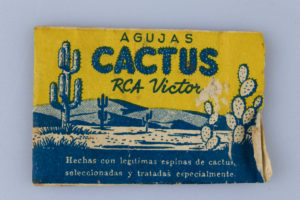 AGUJAS
CACTUS
RCA Victor
Hechas con legítimas espinas de cactus,
seleccionadas y tratadas especialmente.